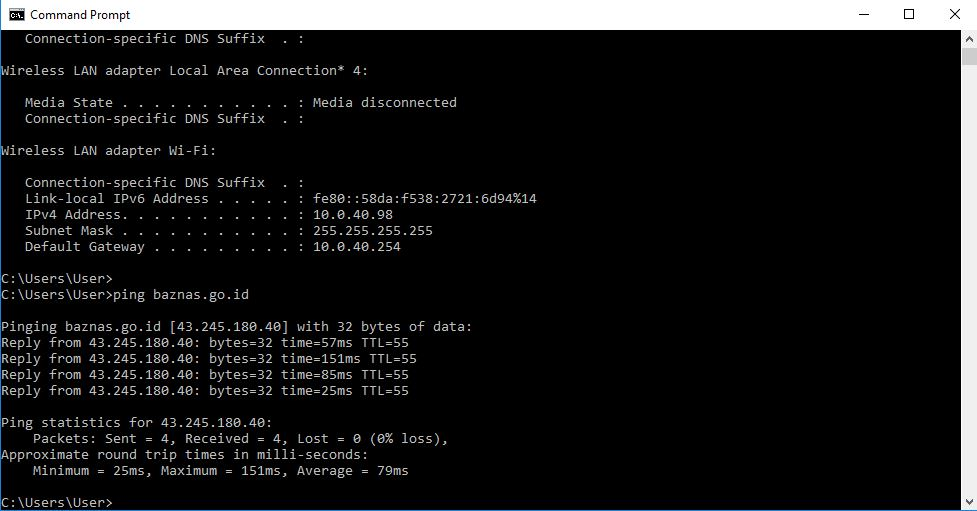 Command Prompt
Connection-specific DNS Suffix  . :
Wireless LAN adapter Local Area Connection* 4:
Media State . . . . . . . . . . . : Media disconnected
Connection-specific DNS Suffix  . :
Wireless LAN adapter Wi-Fi:
Connection-specific DNS Suffix  . :
Link-local IPv6 Address . . . . . : fe80::58da:f538:2721:6d94%14
IPv4 Address. . . . . . . . . . . : 10.0.40.98
Subnet Mask . . . . . . . . . . . : 255.255.255.255
Default Gateway . . . . . . . . . : 10.0.40.254
C:\Users\User>
C:\Users\User>ping baznas.go.id
Pinging baznas.go.id [43.245.180.40] with 32 bytes of data:
Reply from 43.245.180.40: bytes=32 time=57ms TTL=55
Reply from 43.245.180.40: bytes=32 time=151ms TTL=55
Reply from 43.245.180.40: bytes=32 time=85ms TTL=55
Reply from 43.245.180.40: bytes=32 time=25ms TTL=55
Ping statistics for 43.245.180.40:
Packets: Sent = 4, Received = 4, Lost = 0 (0% loss),
Approximate round trip times in milli-seconds:
Minimum = 25ms, Maximum = 151ms, Average = 79ms
C:\Users\User>